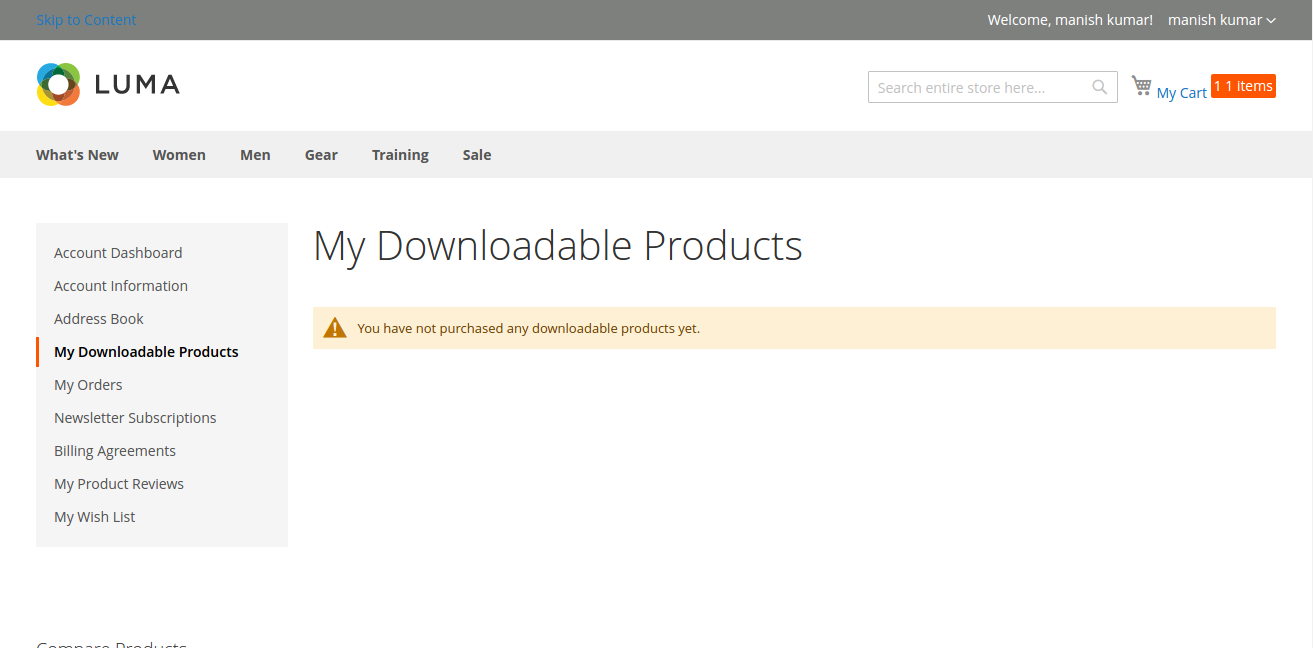 Skip to Content
Welcome, manish kumar! manish kumar
LUMA
Search entire store here...
My Cart 1 1 items
What's New Women Men Gear Training Sale
Account Dashboard
Account Information
Address Book
My Downloadable Products
My Orders
Newsletter Subscriptions
Billing Agreements
My Product Reviews
My Wish List
My Downloadable Products
You have not purchased any downloadable products yet.
Compare Products